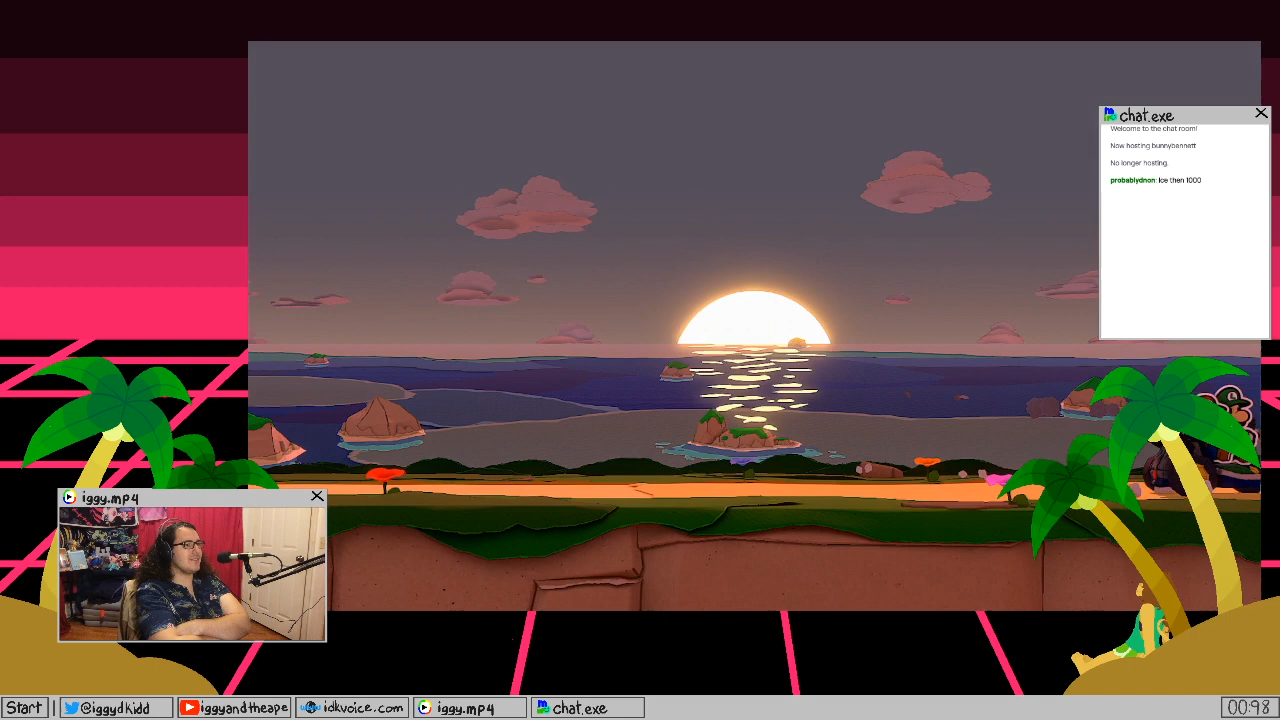 chat.exe
Welcome to the chat room!
Now hosting bunnybennett
No longer hosting.
probablydnon: Ice then 1000
iggy.mp4
Start | @iggydkidd iggyandtheape idkvoice.com iggy.mp4 chat.exe 00:98